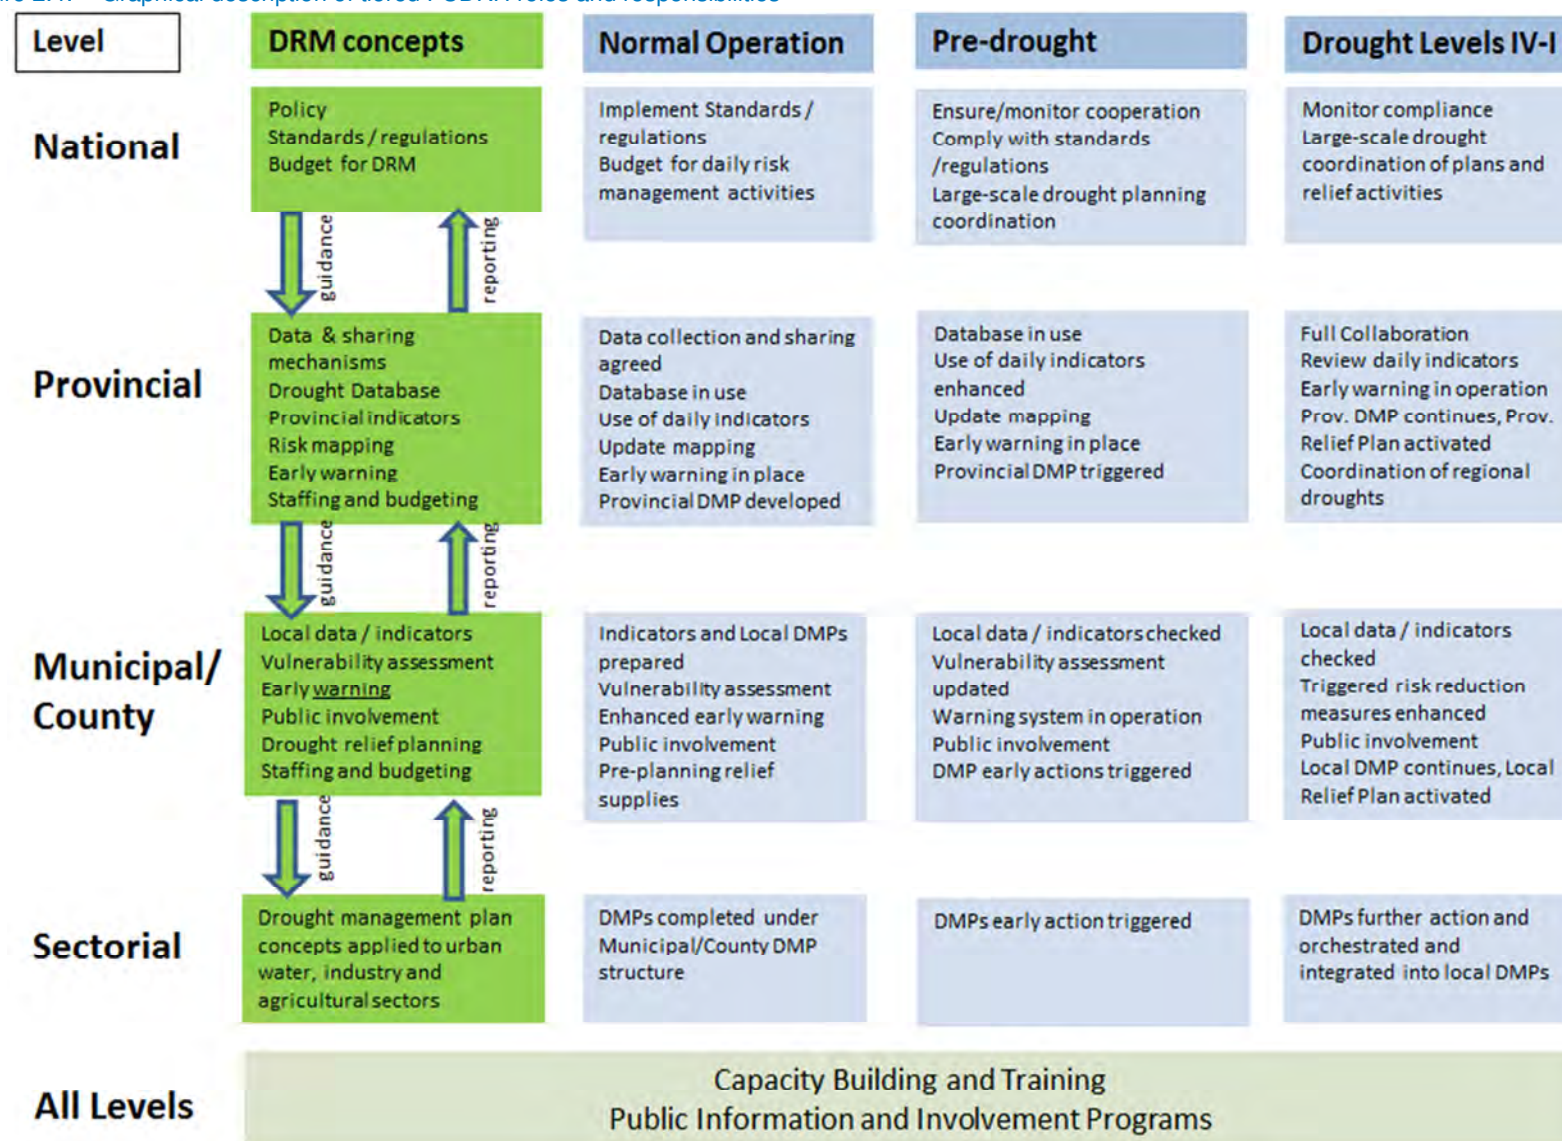 Graphical description of tiered roles and responsibilities
Level
DRM concepts
Normal Operation
Pre-drought
Drought Levels IV-I
National
Policy
Standards / regulations
Budget for DRM
Implement Standards /
regulations
Budget for daily risk
management activities
Ensure/monitor cooperation
Comply with standards
/regulations
Large-scale drought planning
coordination
Monitor compliance
Large-scale drought
coordination of plans and
relief activities
guidance
reporting
Provincial
Data & sharing
mechanisms
Drought Database
Provincial indicators
Risk mapping
Early warning
Staffing and budgeting
Data collection and sharing
agreed
Database in use
Use of daily indicators
Update mapping
Early warning in place
Provincial DMP developed
Database in use
Use of daily indicators
enhanced
Update mapping
Early warning in place
Provincial DMP triggered
Full Collaboration
Review daily indicators
Early warning in operation
Prov. DMP continues, Prov.
Relief Plan activated
Coordination of regional
droughts
guidance
reporting
Municipal/
County
Local data / indicators
Vulnerability assessment
Early warning
Public involvement
Drought relief planning
Staffing and budgeting
Indicators and Local DMPs
prepared
Vulnerability assessment
Enhanced early warning
Public involvement
Pre-planning relief
supplies
Local data / indicators checked
Vulnerability assessment
updated
Warning system in operation
Public involvement
DMP early actions triggered
Local data / indicators
checked
Triggered risk reduction
measures enhanced
Public involvement
Local DMP continues, Local
Relief Plan activated
guidance
reporting
Sectorial
Drought management plan
concepts applied to urban
water, industry and
agricultural sectors
DMPs completed under
Municipal/County DMP
structure
DMPs early action triggered
DMPs further action and
orchestrated and
integrated into local DMPs
All Levels
Capacity Building and Training
Public Information and Involvement Programs